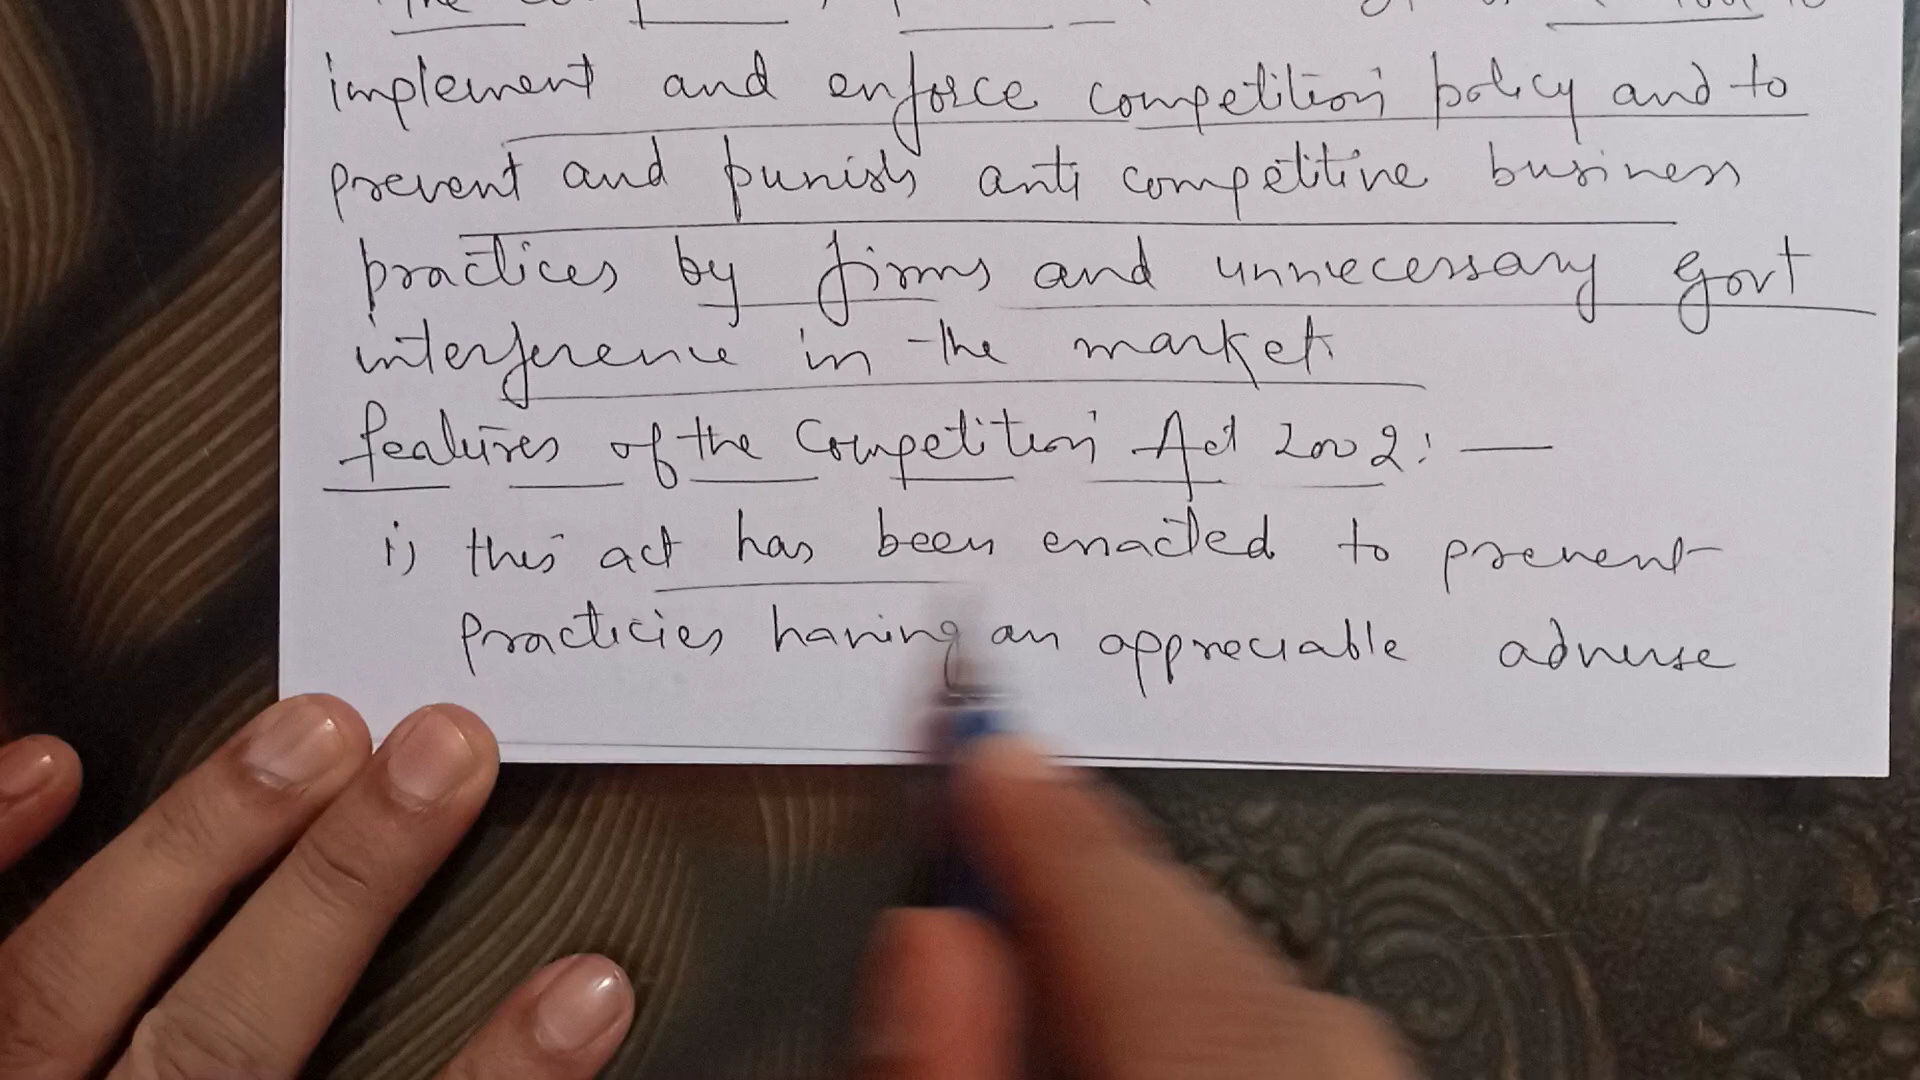 implement and enforce competition policy and to
prevent and punish anti competitive business
practices by firms and unnecessary govt
interference in the market
features of the Competition Act 2002: —
i) this act has been enacted to prevent
practicies having an appreciable adverse